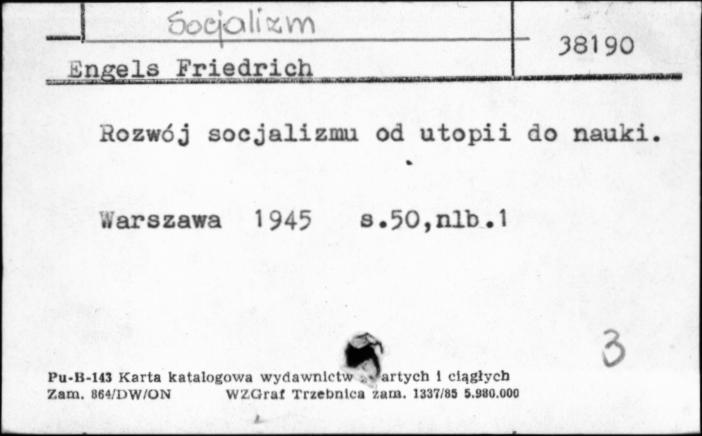 Socjalizm
38190
Engels Friedrich
Rozwój socjalizmu od utopii do nauki.
Warszawa 1945 s.50,nlb.1
3
Pu-B-143 Karta katalogowa wydawnictw artych i ciągłych
Zam. 864/DW/ON WZGraf Trzebnica zam. 1337/85 5.980.000